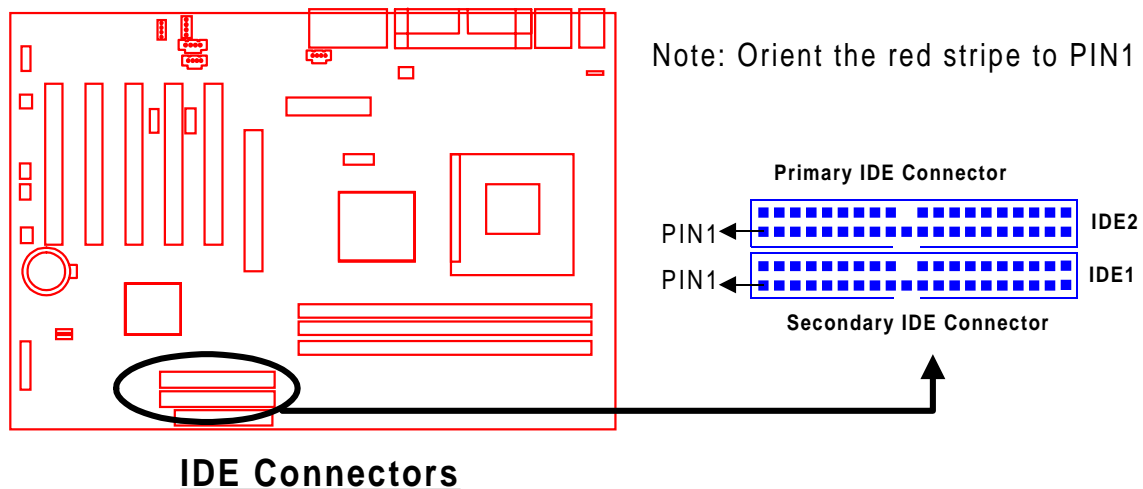 Note: Orient the red stripe to PIN1
Primary IDE Connector
IDE2
PIN1
IDE1
PIN1
Secondary IDE Connector
IDE Connectors